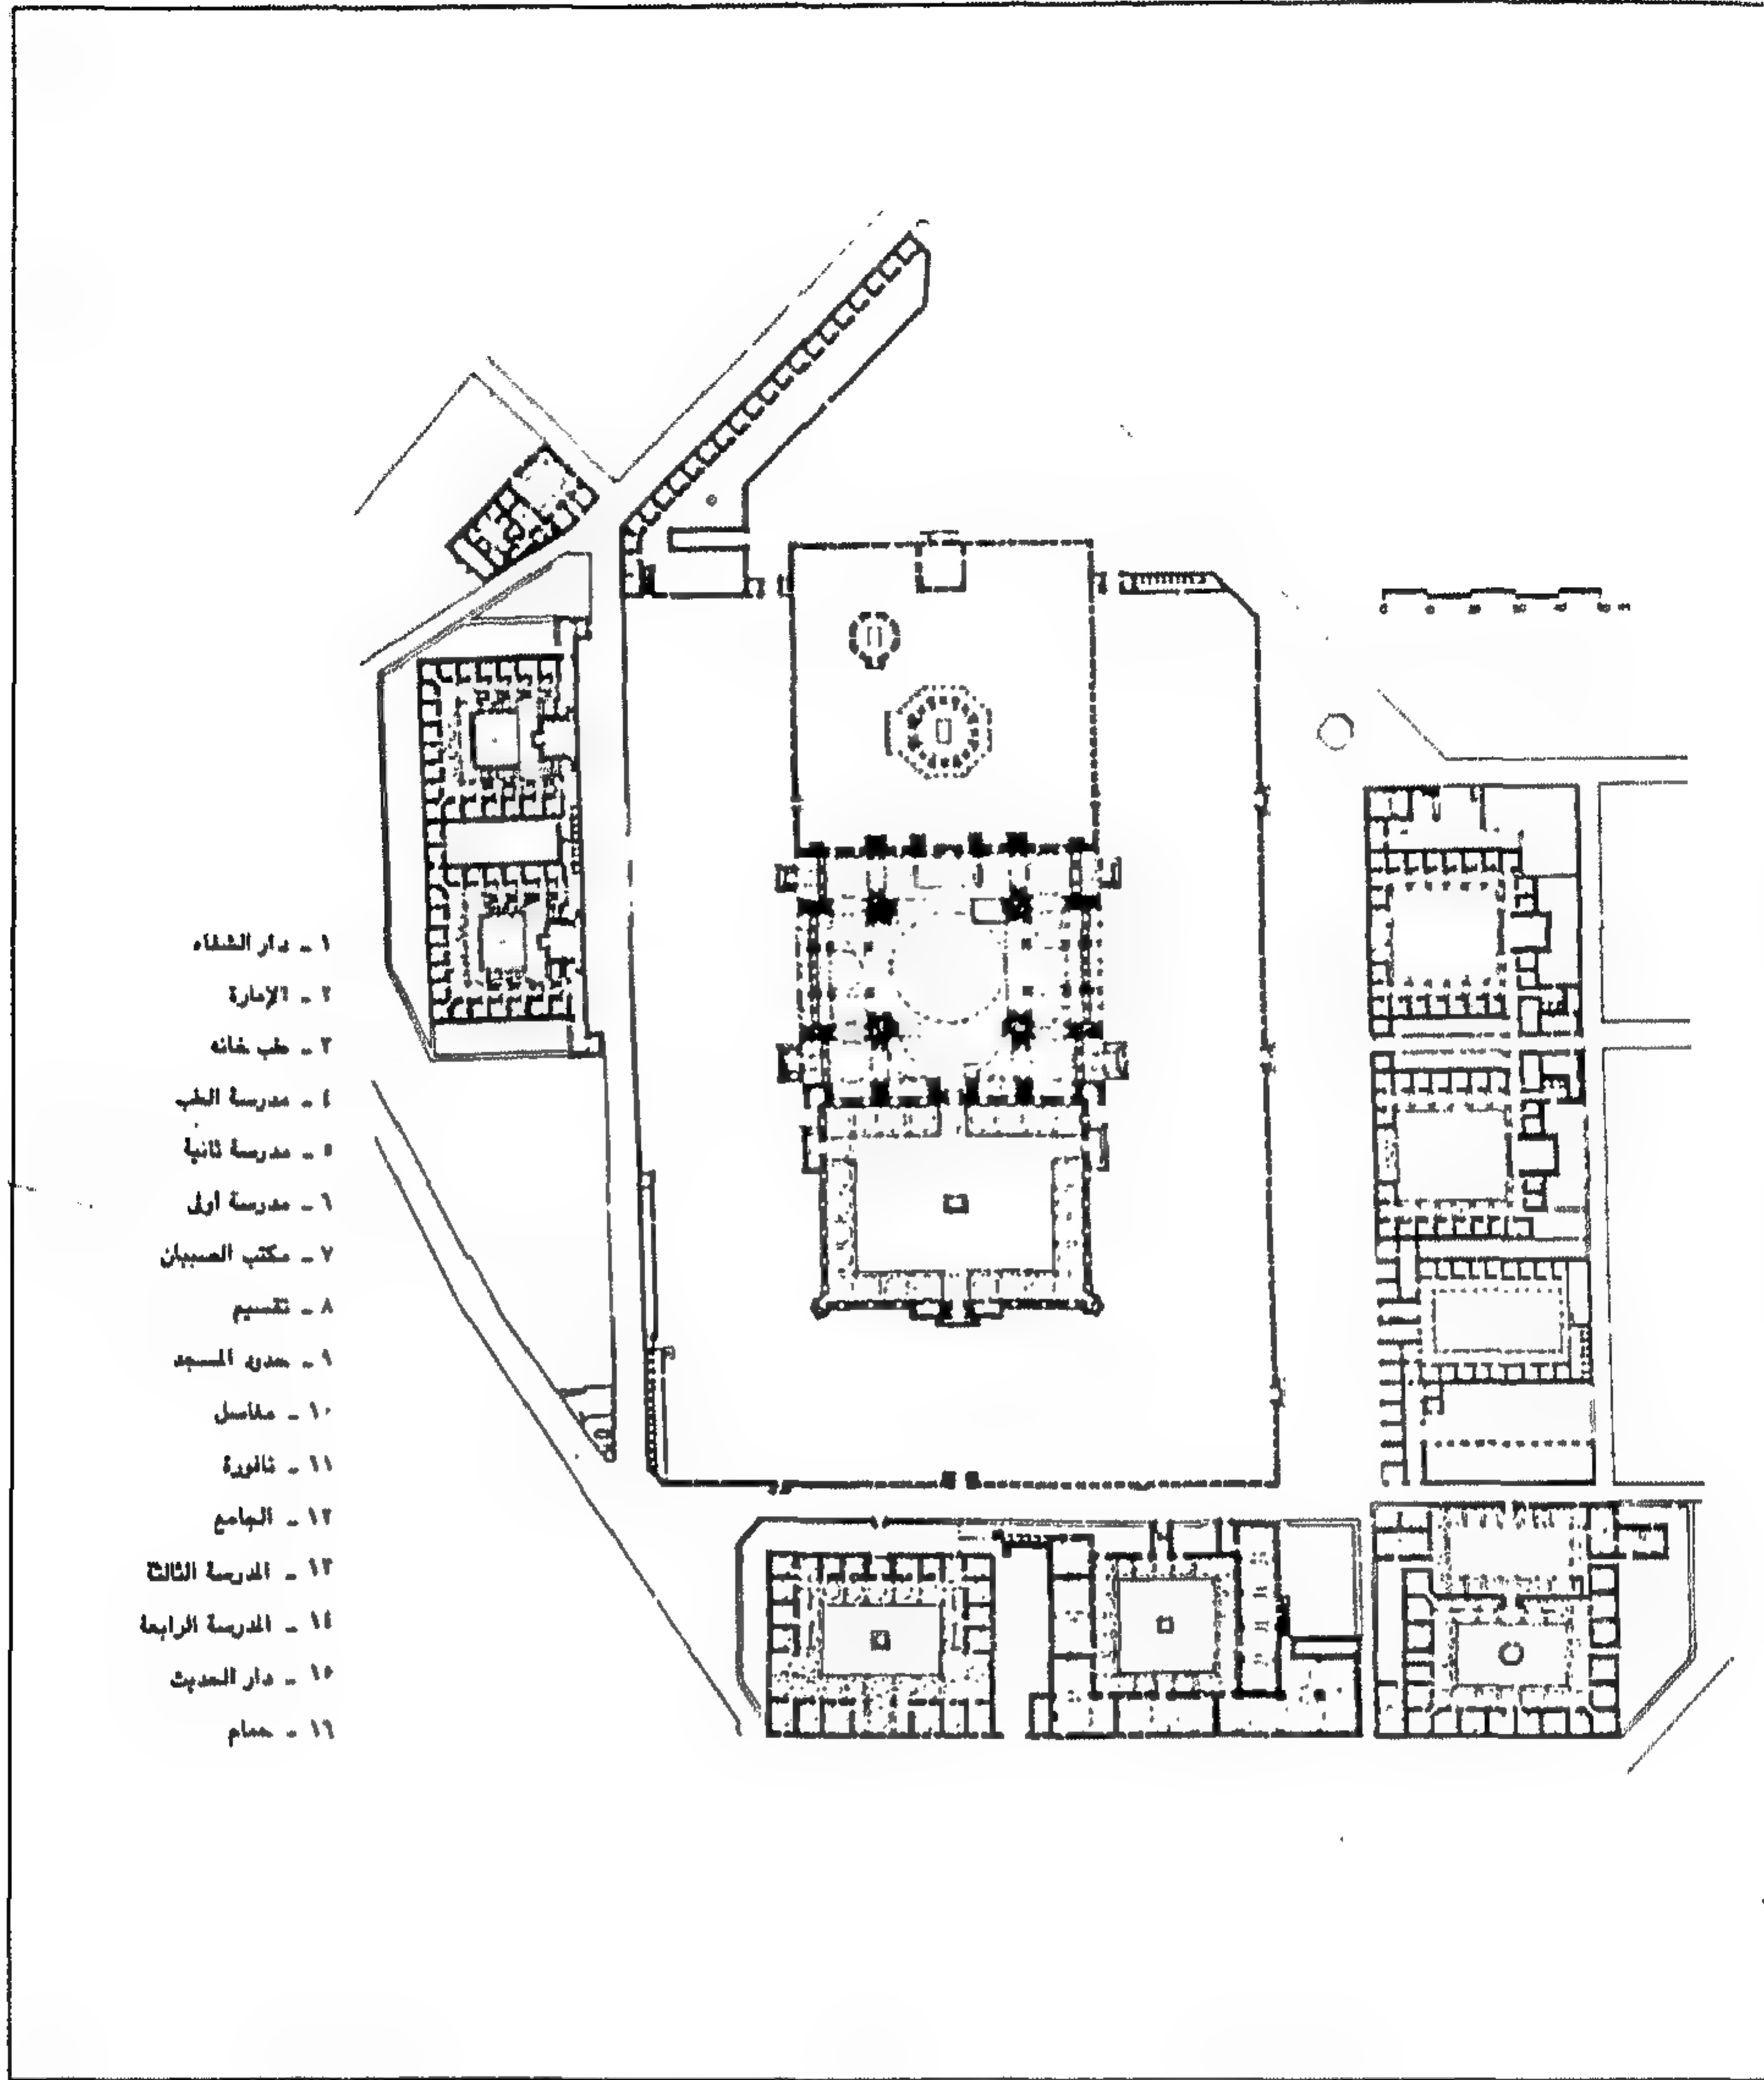 ١ - دار الشفاء
٢ - الإمارة
٣ - طب خانه
٤ - مدرسة الطب
٥ - مدرسة ثانية
٦ - مدرسة اولى
٧ - مكتب الصبيان
٨ - تقسيم
٩ - المسجد
١٠ - مغاسل
١١ - نافورة
١٢ - الجامع
١٣ - المدرسة الثالثة
١٤ - المدرسة الرابعة
١٥ - دار الحديث
١٦ - حمام